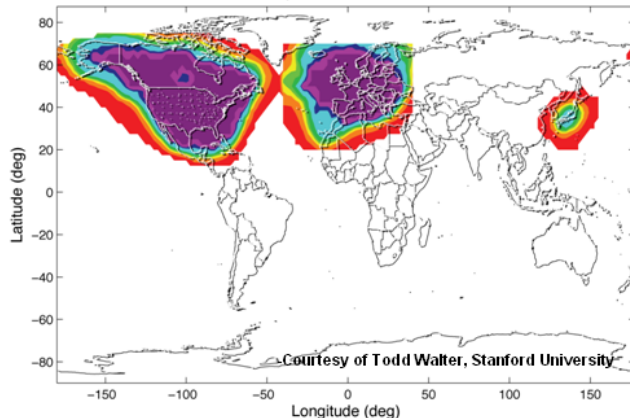 80
60
40
20
0
−20
−40
−60
−80
Latitude (deg)
-Courtesy of Todd Walter, Stanford University
−150 −100 −50 0 50 100 150
Longitude (deg)